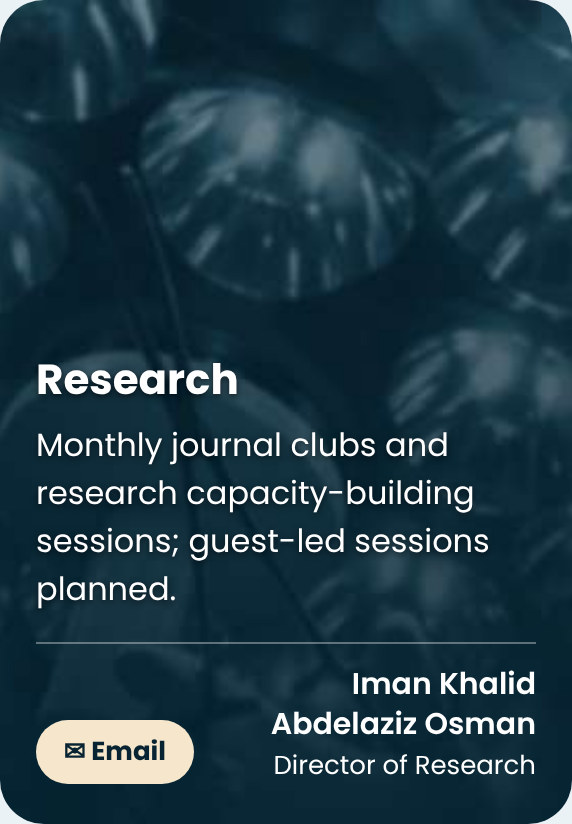 Research
Monthly journal clubs and
research capacity-building
sessions; guest-led sessions
planned.
Iman Khalid
Abdelaziz Osman
Director of Research
✉ Email